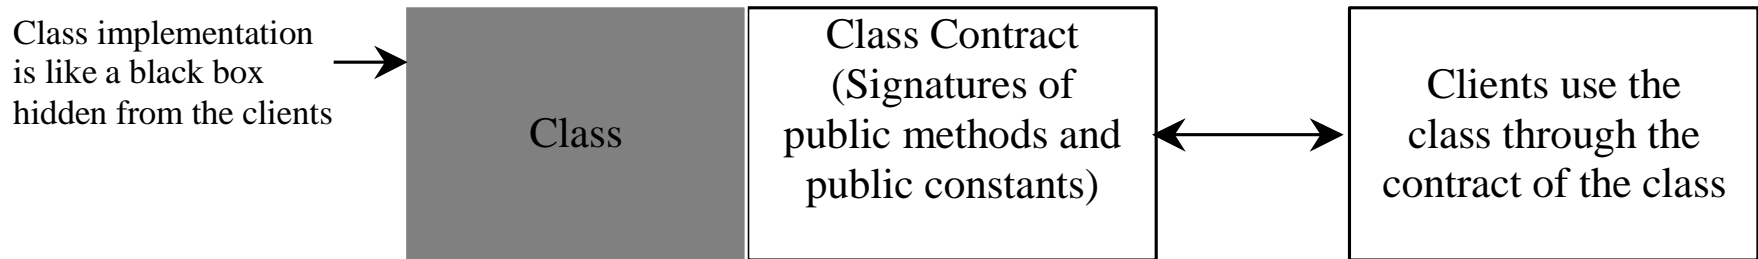 Class implementation
is like a black box
hidden from the clients
Class
Class Contract
(Signatures of
public methods and
public constants)
Clients use the
class through the
contract of the class